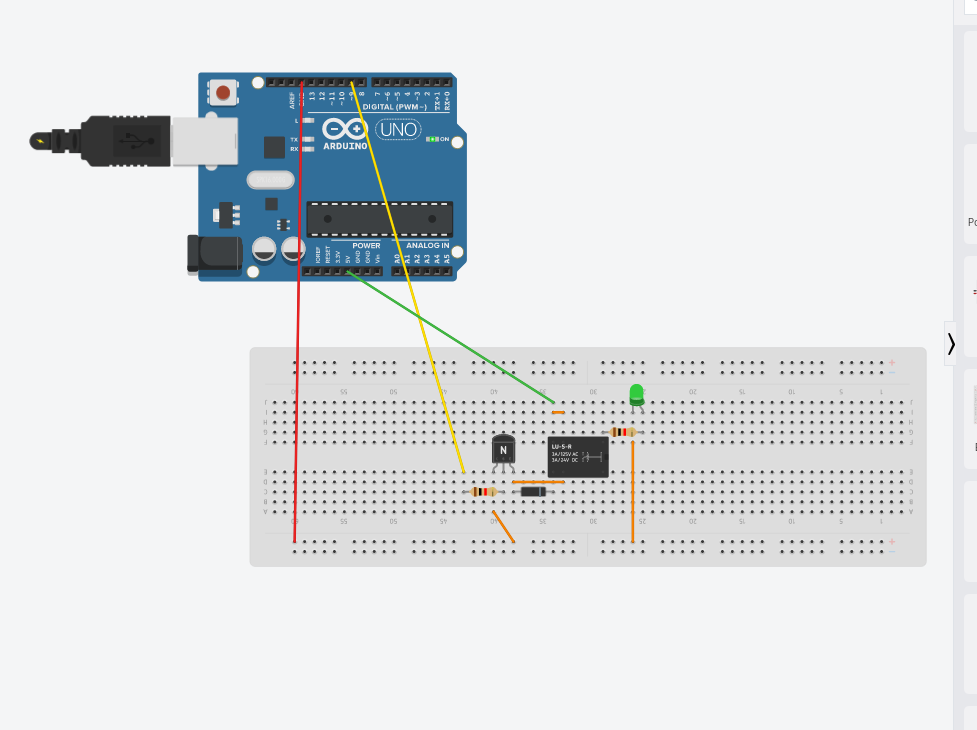 AREF
13
12
~11
~10
~9
8
7
~6
~5
4
~3
2
TX→1
RX←0
DIGITAL (PWM~)
L
TX
RX
UNO
ARDUINO
ON
POWER
ANALOG IN
IOREF
RESET
3.3V
5V
GND
GND
Vin
A0
A1
A2
A3
A4
A5
Po
60 55 50 45 40 35 30 25 20 15 10 5 1
J
I
H
G
F
N
LU-5-R
3A/125V AC
3A/24V DC
E
D
C
B
A
60 55 50 45 40 35 30 25 20 15 10 5 1